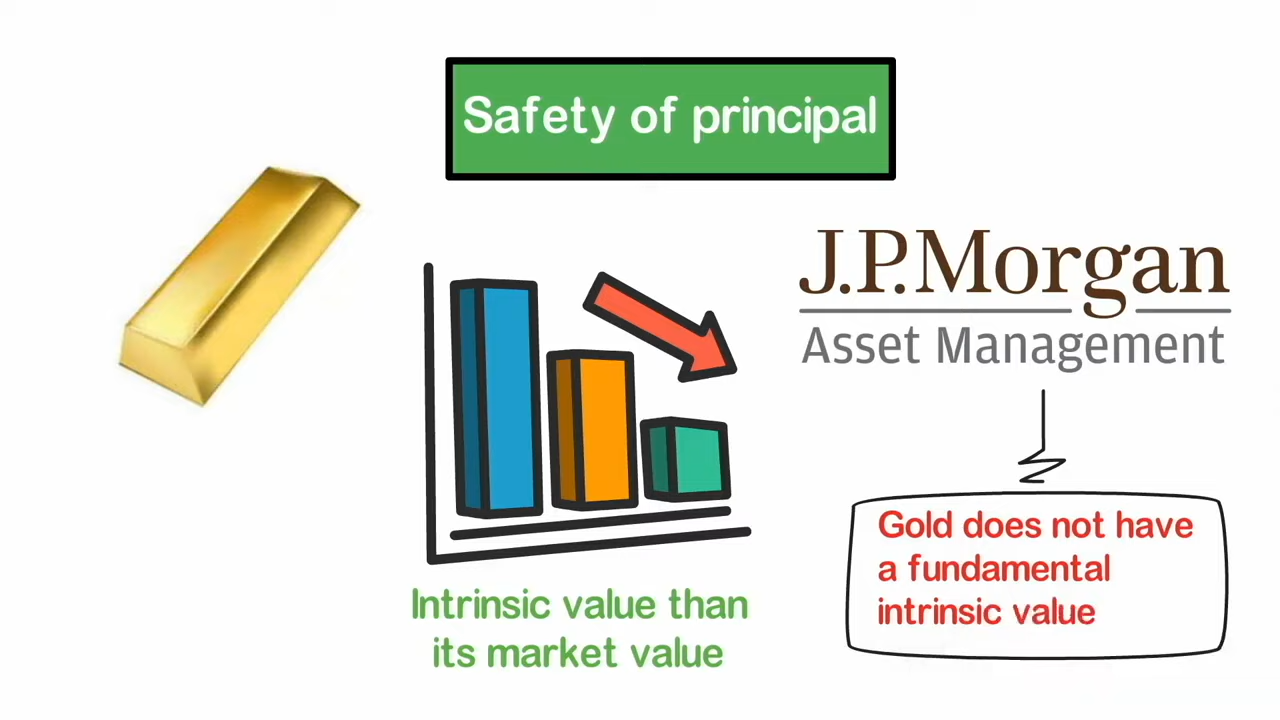 Safety of principal
J.P.Morgan
Asset Management
Gold does not have
a fundamental
intrinsic value
Intrinsic value than
its market value